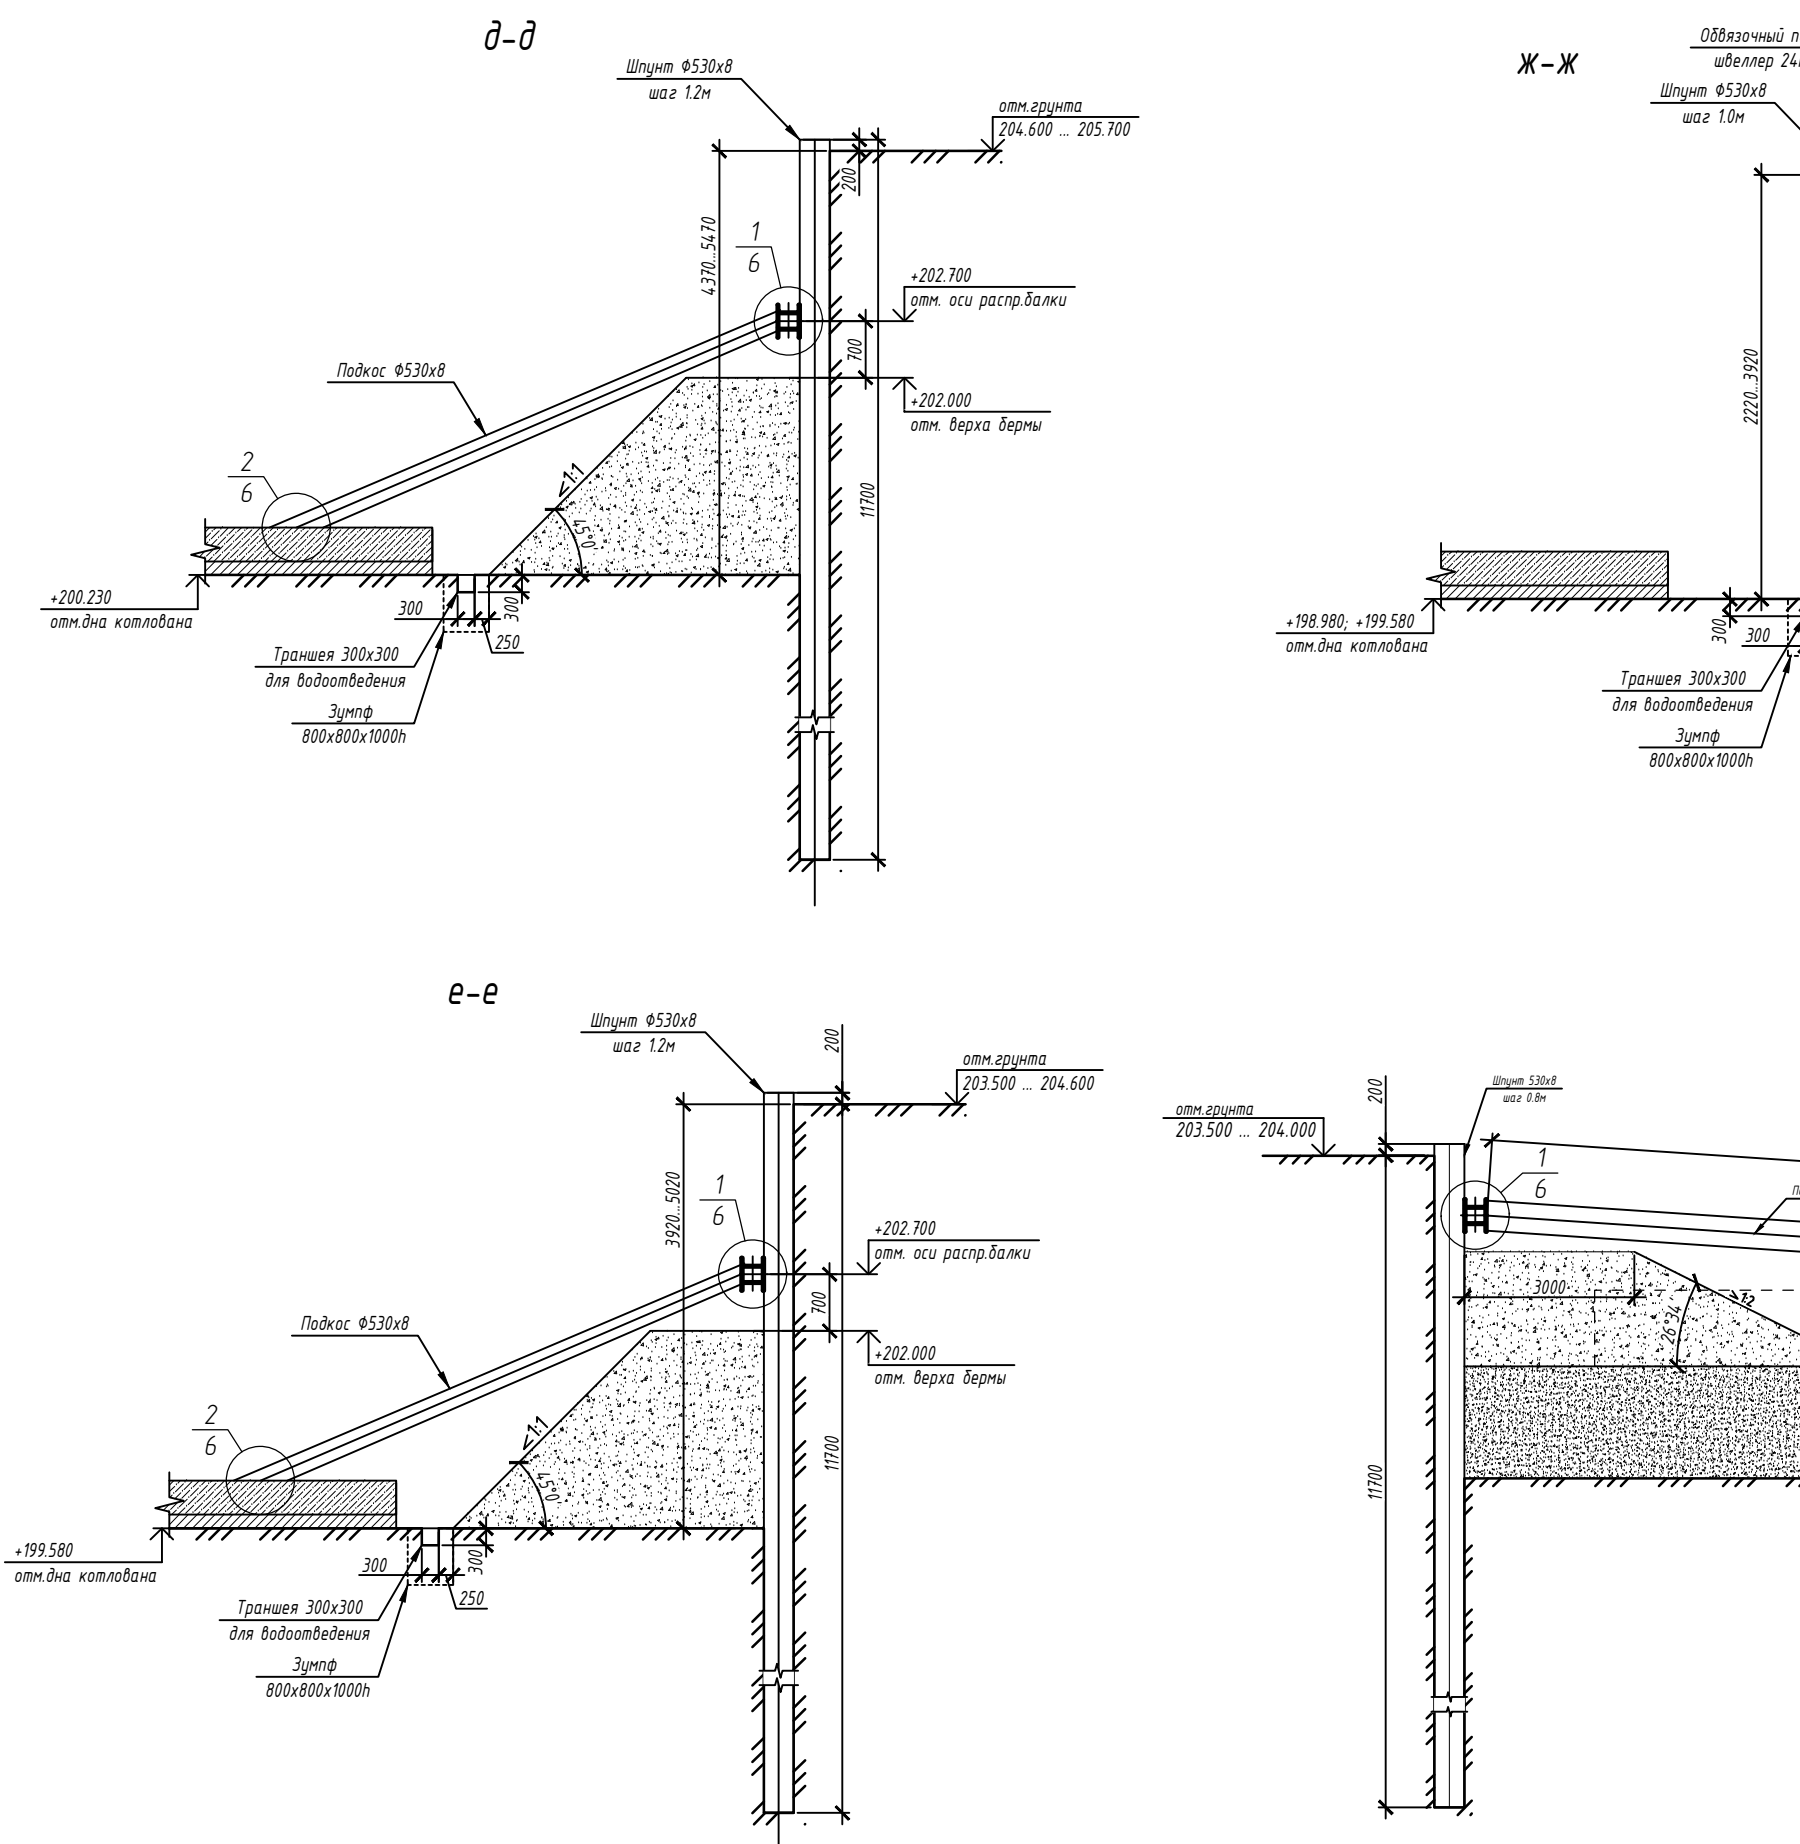 д-д
Шпунт Ф530х8
шаг 1.2м
отм.грунта
204.600 ... 205.700
200
4370...5470
1
6
+202.700
отм. оси распр.балки
700
+202.000
отм. верха бермы
Подкос Ф530х8
2
6
<1:1
45°0'
11700
+200.230
отм.дна котлована
300
300
250
Траншея 300х300
для водоотведения
Зумпф
800х800х1000h
ж-ж
Обвязочный п
швеллер 24
Шпунт Ф530х8
шаг 1.0м
2220...3920
+198.980; +199.580
отм.дна котлована
300
300
Траншея 300х300
для водоотведения
Зумпф
800х800х1000h
е-е
Шпунт Ф530х8
шаг 1.2м
200
отм.грунта
203.500 ... 204.600
3920...5020
1
6
+202.700
отм. оси распр.балки
700
+202.000
отм. верха бермы
Подкос Ф530х8
2
6
<1:1
45°0'
11700
+199.580
отм.дна котлована
300
300
250
Траншея 300х300
для водоотведения
Зумпф
800х800х1000h
200
Шпунт 530х8
шаг 0.8м
отм.грунта
203.500 ... 204.000
1
6
3000
1:2
26°34'
11700